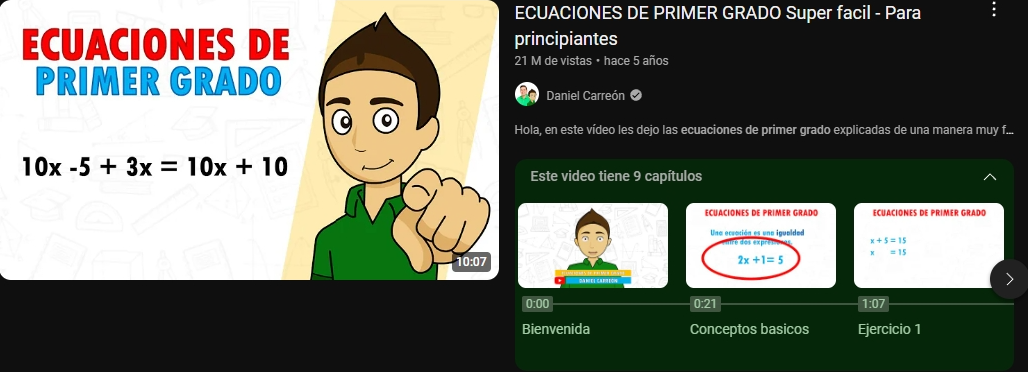 ECUACIONES DE
PRIMER GRADO
10x -5 + 3x = 10x + 10
10:07
ECUACIONES DE PRIMER GRADO Super facil - Para
principiantes
21 M de vistas • hace 5 años
Daniel Carreón
Hola, en este vídeo les dejo las ecuaciones de primer grado explicadas de una manera muy f...
Este video tiene 9 capítulos
ECUACIONES DE PRIMER GRADO
DANIEL CARREÓN
0:00
Bienvenida
ECUACIONES DE PRIMER GRADO
Una ecuación es una igualdad
entre dos expresiones
2x +1= 5
0:21
Conceptos basicos
ECUACIONES DE PRIMER GRADO
x + 5 = 15
x = 15
1:07
Ejercicio 1